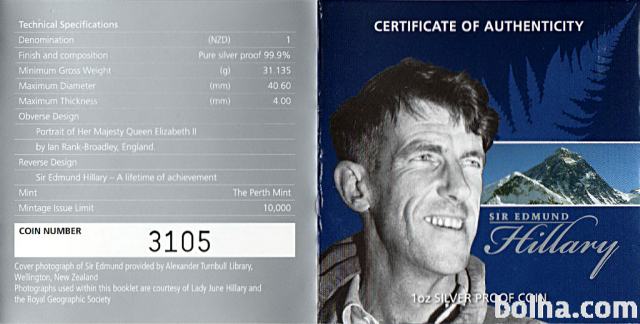 Technical Specifications
Denomination (NZD) 1
Finish and composition Pure silver proof 99.9%
Minimum Gross Weight (g) 31.135
Maximum Diameter (mm) 40.60
Maximum Thickness (mm) 4.00
Obverse Design
Portrait of Her Majesty Queen Elizabeth II
by Ian Rank-Broadley, England.
Reverse Design
Sir Edmund Hillary – A lifetime of achievement
Mint The Perth Mint
Mintage Issue Limit 10,000
COIN NUMBER 3105
Cover photograph of Sir Edmund provided by Alexander Turnbull Library,
Wellington, New Zealand
Photographs used within this booklet are courtesy of Lady June Hillary and
the Royal Geographic Society
CERTIFICATE OF AUTHENTICITY
SIR EDMUND
Hillary
1oz SILVER PROOF COIN
bolha.com